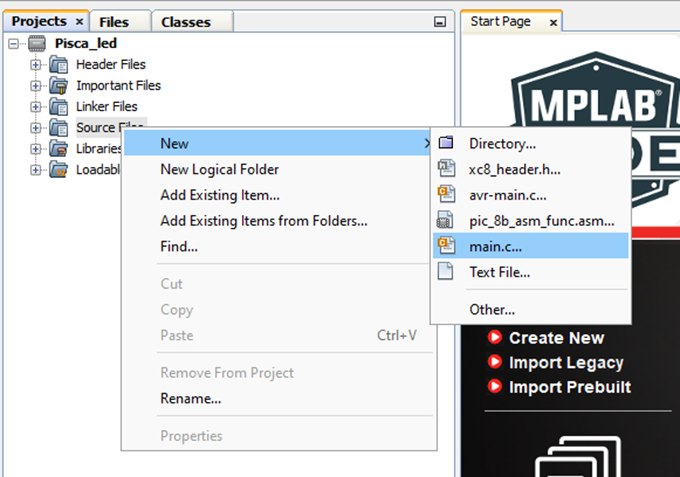 Projects × Files Classes
Pisca_led
Header Files
Important Files
Linker Files
Source Files
Libraries
Loadabl
New
New Logical Folder
Add Existing Item...
Add Existing Items from Folders...
Find...
Cut
Copy
Paste Ctrl+V
Remove From Project
Rename...
Properties
Directory...
xc8_header.h...
avr-main.c...
pic_8b_asm_func.asm...
main.c...
Text File...
Other...
Start Page ×
MPLAB®
DE
Create New
Import Legacy
Import Prebuilt